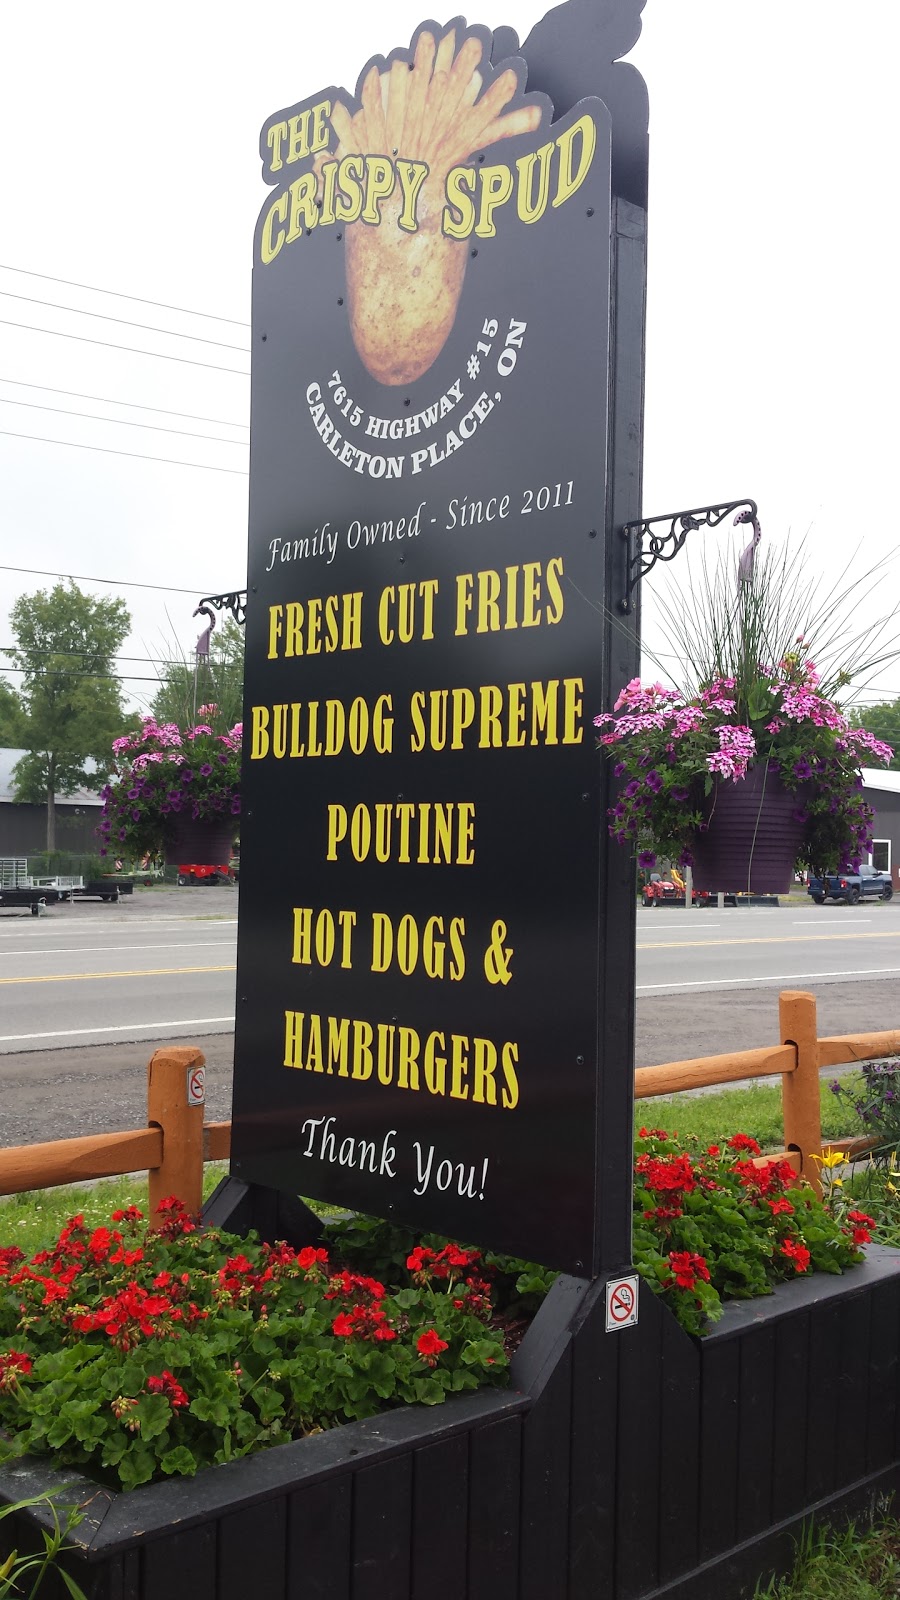 THE
CRISPY SPUD
7615 HIGHWAY #15
CARLETON PLACE, ON
Family Owned - Since 2011
FRESH CUT FRIES
BULLDOG SUPREME
POUTINE
HOT DOGS &
HAMBURGERS
Thank You!